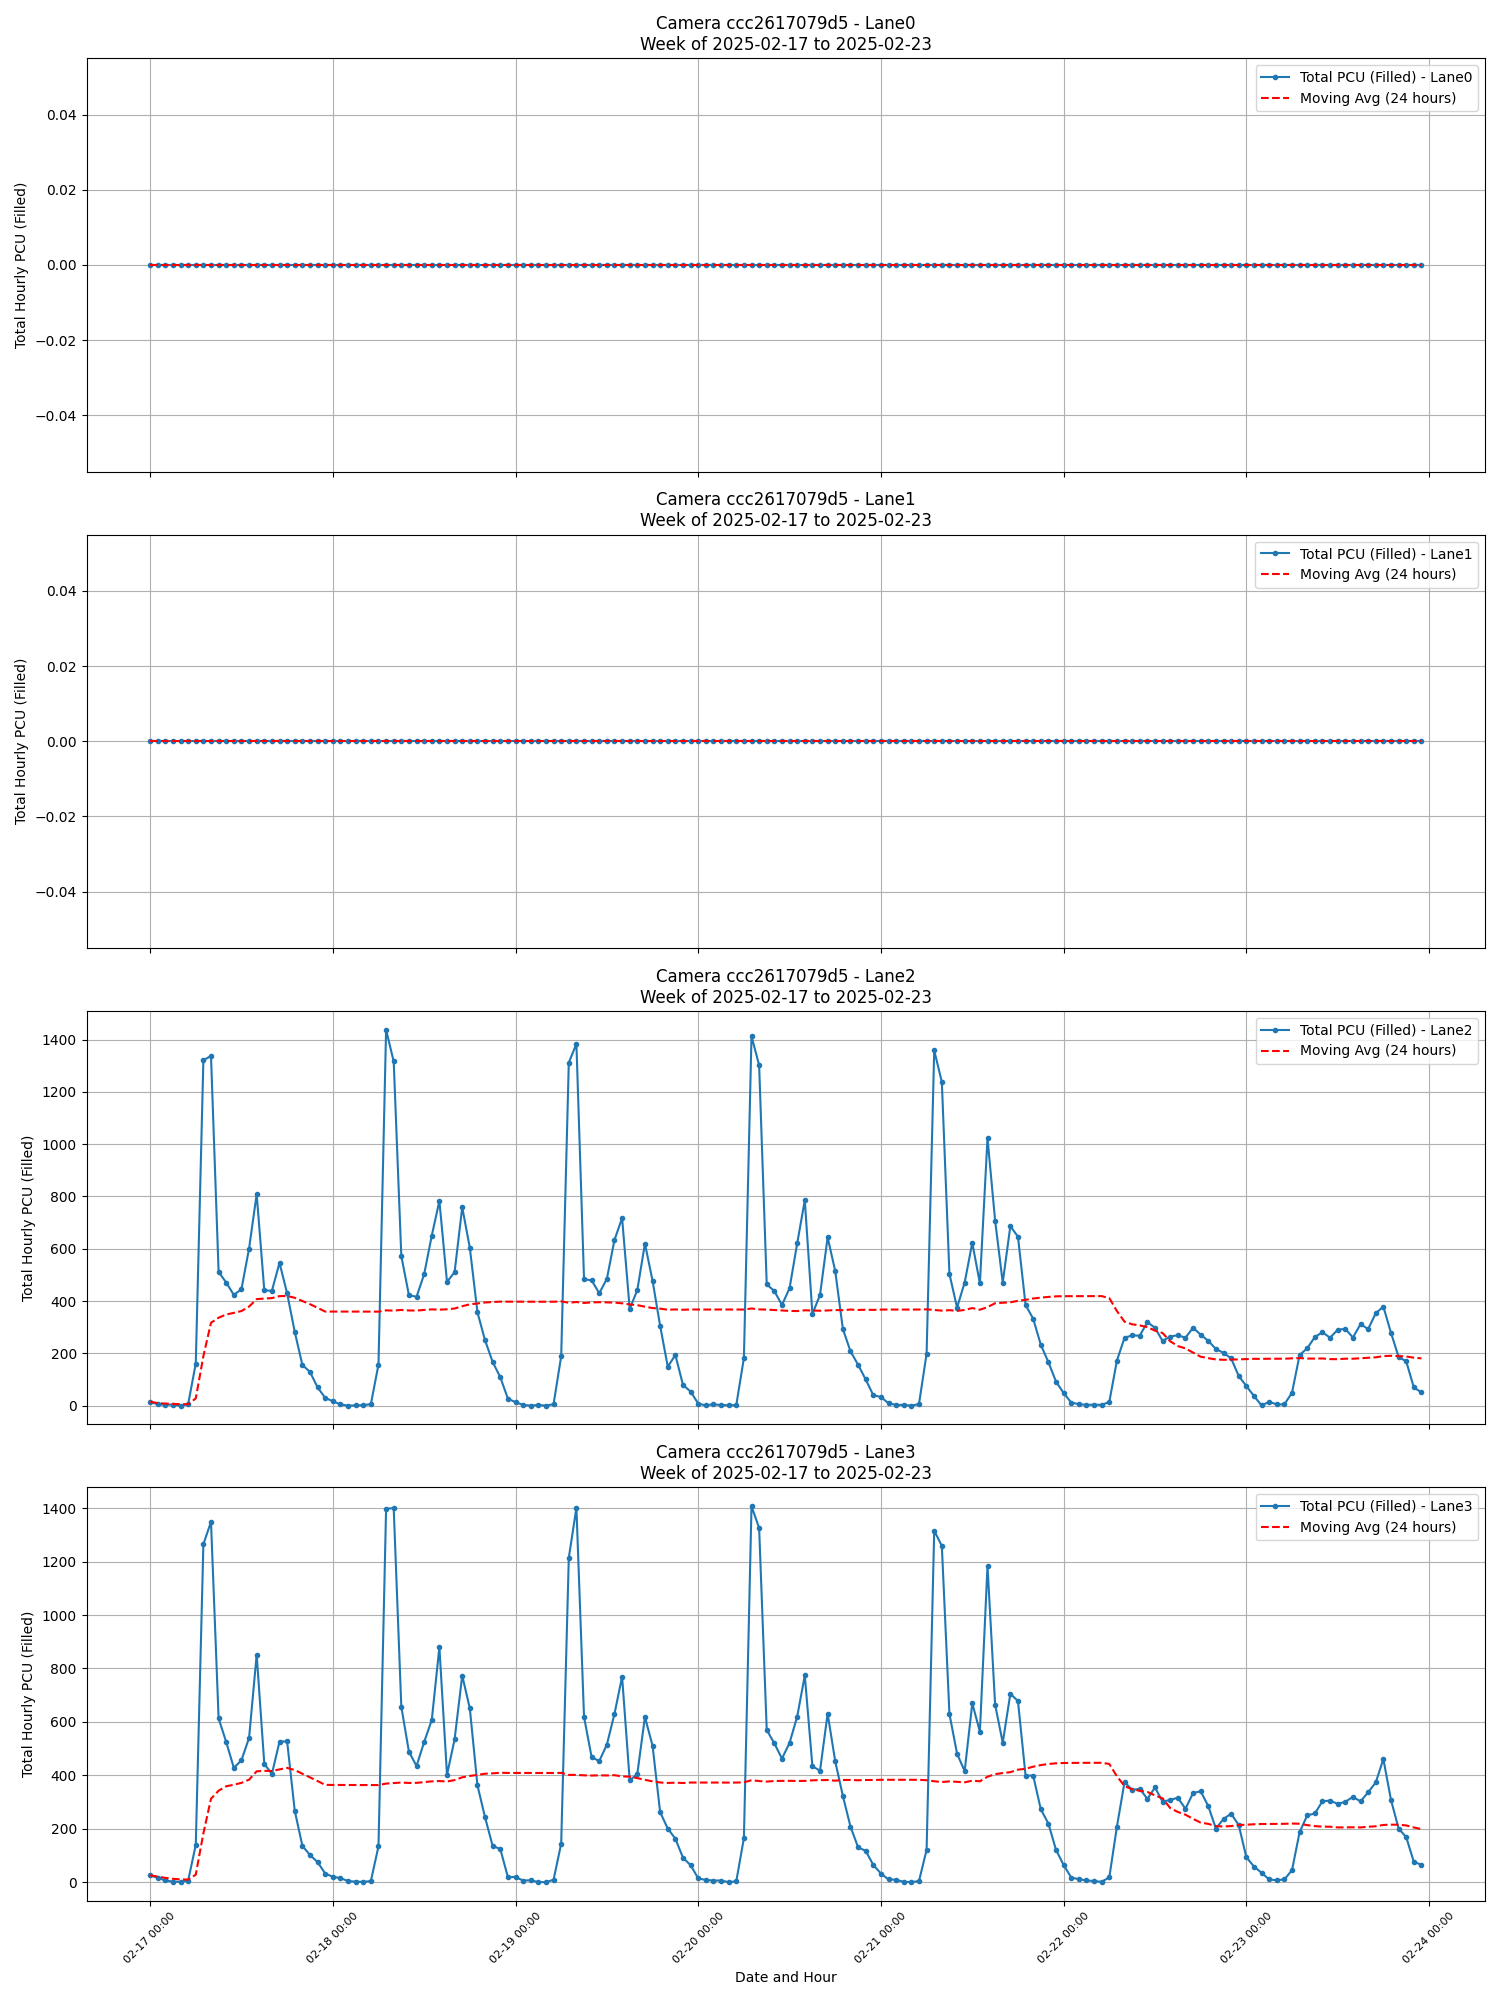 Camera ccc2617079d5 - Lane0
Week of 2025-02-17 to 2025-02-23
Total PCU (Filled) - Lane0
Moving Avg (24 hours)
0.04
0.02
0.00
−0.02
−0.04
Total Hourly PCU (Filled)
Camera ccc2617079d5 - Lane1
Week of 2025-02-17 to 2025-02-23
Total PCU (Filled) - Lane1
Moving Avg (24 hours)
0.04
0.02
0.00
−0.02
−0.04
Total Hourly PCU (Filled)
Camera ccc2617079d5 - Lane2
Week of 2025-02-17 to 2025-02-23
Total PCU (Filled) - Lane2
Moving Avg (24 hours)
1400
1200
1000
800
600
400
200
0
Total Hourly PCU (Filled)
Camera ccc2617079d5 - Lane3
Week of 2025-02-17 to 2025-02-23
Total PCU (Filled) - Lane3
Moving Avg (24 hours)
1400
1200
1000
800
600
400
200
0
Total Hourly PCU (Filled)
02-17 00:00
02-18 00:00
02-19 00:00
02-20 00:00
02-21 00:00
02-22 00:00
02-23 00:00
02-24 00:00
Date and Hour